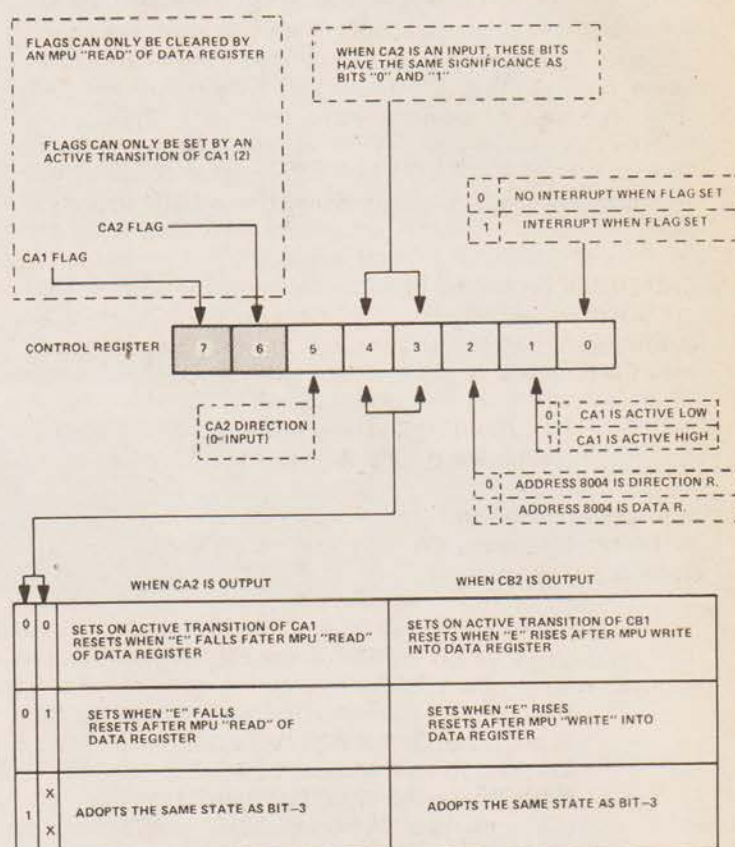 FLAGS CAN ONLY BE CLEARED BY
AN MPU "READ" OF DATA REGISTER
FLAGS CAN ONLY BE SET BY AN
ACTIVE TRANSITION OF CA1 (2)
CA2 FLAG
CA1 FLAG
WHEN CA2 IS AN INPUT, THESE BITS
HAVE THE SAME SIGNIFICANCE AS
BITS "0" AND "1"
0 NO INTERRUPT WHEN FLAG SET
1 INTERRUPT WHEN FLAG SET
CONTROL REGISTER 7 6 5 4 3 2 1 0
CA2 DIRECTION
(0=INPUT)
0 CA1 IS ACTIVE LOW
1 CA1 IS ACTIVE HIGH
0 ADDRESS 8004 IS DIRECTION R.
1 ADDRESS 8004 IS DATA R.
WHEN CA2 IS OUTPUT
WHEN CB2 IS OUTPUT
0 0
SETS ON ACTIVE TRANSITION OF CA1
RESETS WHEN "E" FALLS FATER MPU "READ"
OF DATA REGISTER
SETS ON ACTIVE TRANSITION OF CB1
RESETS WHEN "E" RISES AFTER MPU WRITE
INTO DATA REGISTER
0 1
SETS WHEN "E" FALLS
RESETS AFTER MPU "READ" OF
DATA REGISTER
SETS WHEN "E" RISES
RESETS AFTER MPU "WRITE" INTO
DATA REGISTER
1
X
X
ADOPTS THE SAME STATE AS BIT–3
ADOPTS THE SAME STATE AS BIT–3